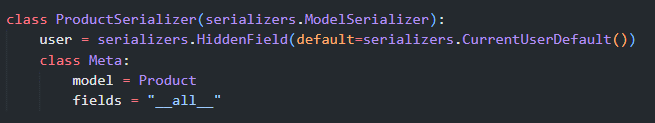 class ProductSerializer(serializers.ModelSerializer):
    user = serializers.HiddenField(default=serializers.CurrentUserDefault())
    class Meta:
        model = Product
        fields = "__all__"